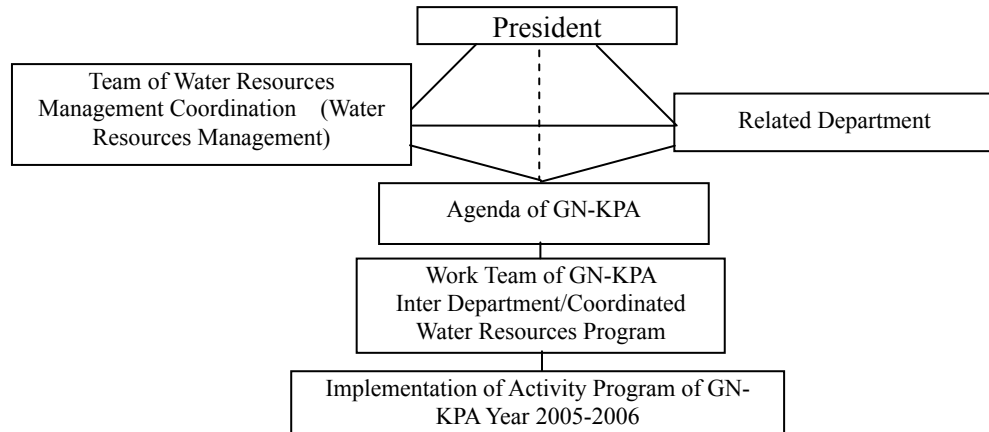 President
Team of Water Resources
Management Coordination (Water
Resources Management)
Related Department
Agenda of GN-KPA
Work Team of GN-KPA
Inter Department/Coordinated
Water Resources Program
Implementation of Activity Program of GN-
KPA Year 2005-2006